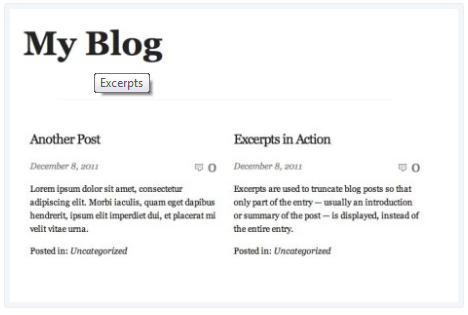 My Blog
Excerpts
Another Post
December 8, 2011
0
Lorem ipsum dolor sit amet, consectetur
adipiscing elit. Morbi iaculis, quam eget dapibus
hendrerit, ipsum elit imperdiet dui, et placerat mi
velit vitae urna.
Posted in: Uncategorized
Excerpts in Action
December 8, 2011
0
Excerpts are used to truncate blog posts so that
only part of the entry — usually an introduction
or summary of the post — is displayed, instead of
the entire entry.
Posted in: Uncategorized